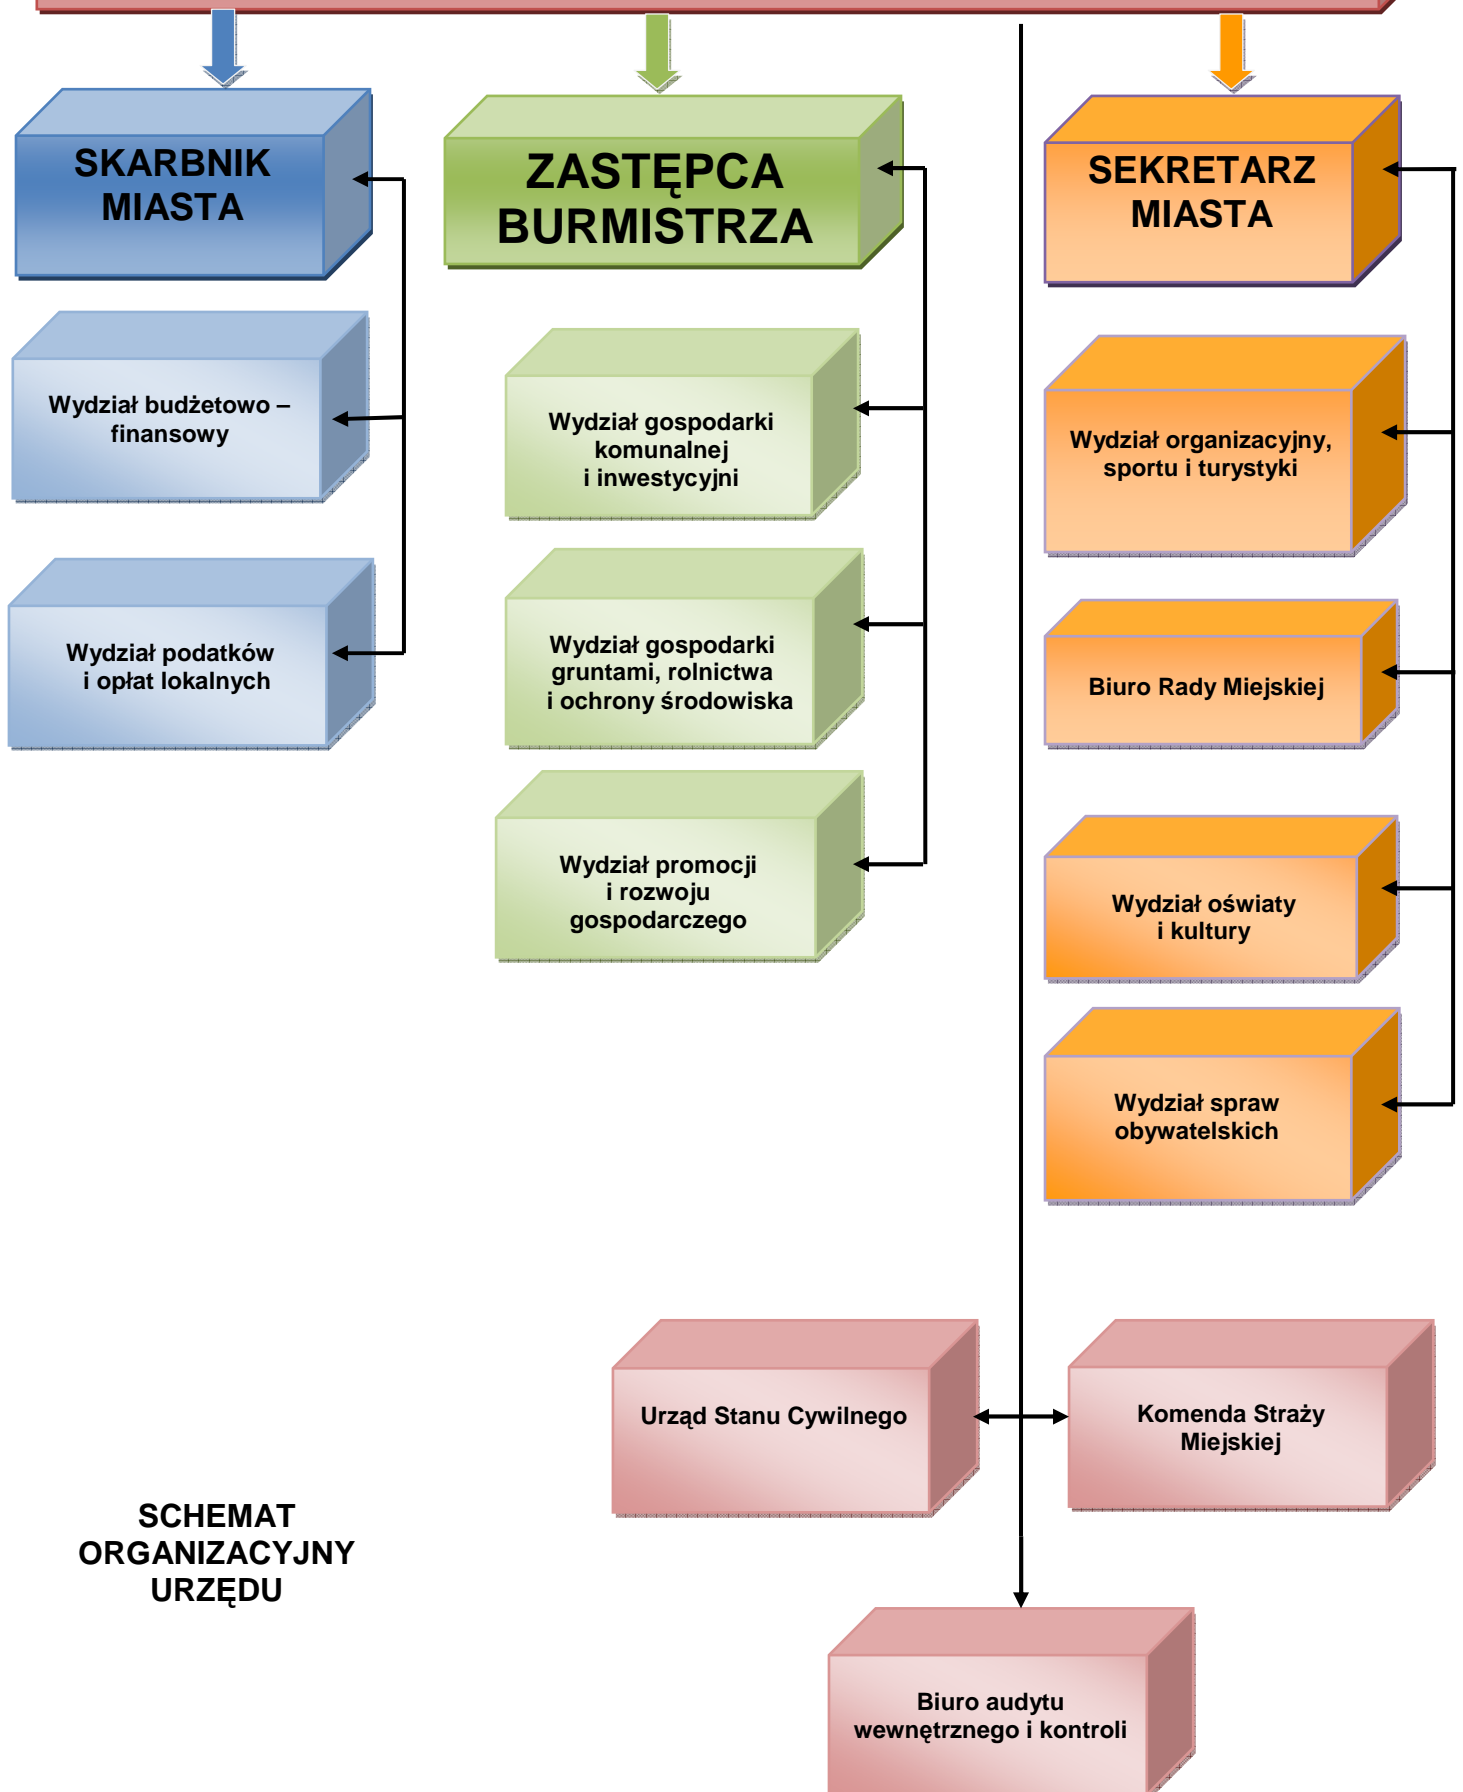 SKARBNIK
MIASTA
ZASTĘPCA
BURMISTRZA
SEKRETARZ
MIASTA
Wydział budżetowo –
finansowy
Wydział podatków
i opłat lokalnych
Wydział gospodarki
komunalnej
i inwestycyjni
Wydział gospodarki
gruntami, rolnictwa
i ochrony środowiska
Wydział promocji
i rozwoju
gospodarczego
Wydział organizacyjny,
sportu i turystyki
Biuro Rady Miejskiej
Wydział oświaty
i kultury
Wydział spraw
obywatelskich
Urząd Stanu Cywilnego
Komenda Straży
Miejskiej
SCHEMAT
ORGANIZACYJNY
URZĘDU
Biuro audytu
wewnętrznego i kontroli